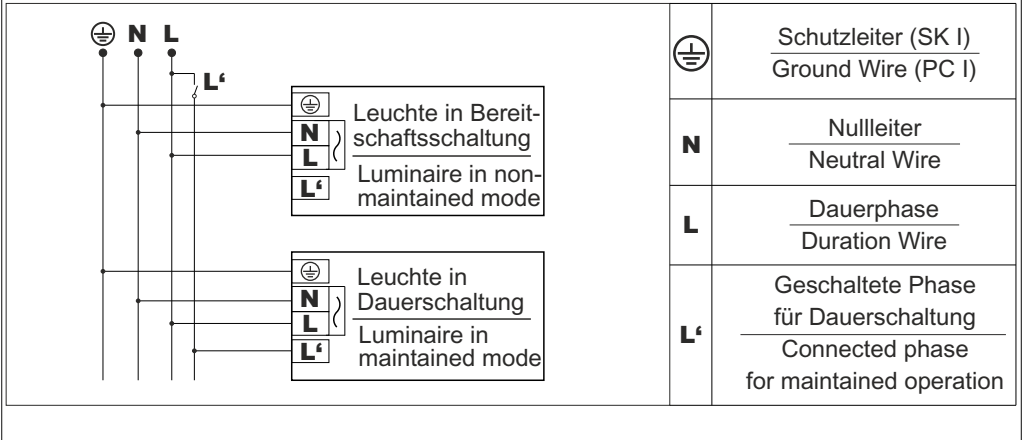 N L
L‘
Leuchte in Bereit-
schaftsschaltung
Luminaire in non-
maintained mode
N
L
L‘
Leuchte in
Dauerschaltung
Luminaire in
maintained mode
N
L
L‘
Schutzleiter (SK I)
Ground Wire (PC I)
N
Nullleiter
Neutral Wire
L
Dauerphase
Duration Wire
L‘
Geschaltete Phase
für Dauerschaltung
Connected phase
for maintained operation